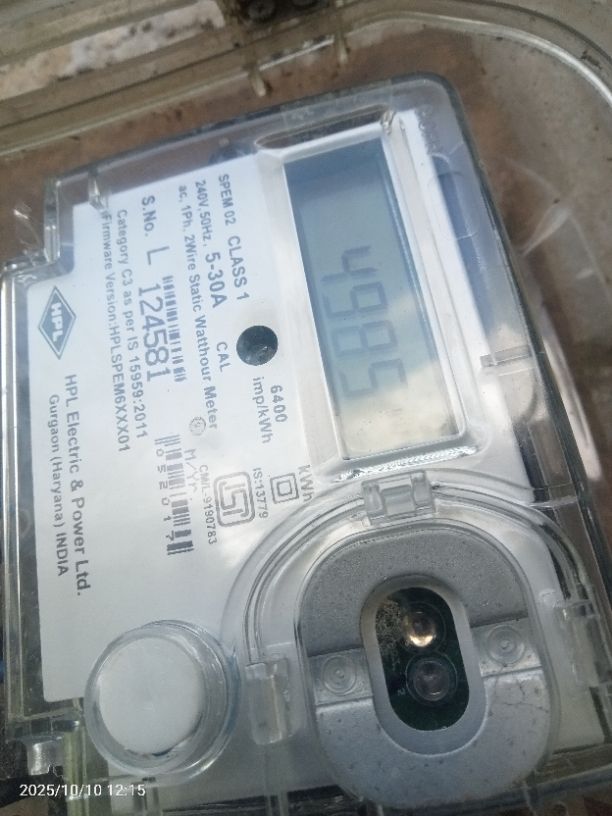 4985
SPEM 02 CLASS 1
240V, 50Hz, 5-30A
ac, 1Ph, 2Wire Static Watthour Meter
CAL
6400
imp/kWh
kWh
S.No. L 124581
Category C3 as per IS 15959:2011
Firmware Version:HPLSPEM6XXX01
M/Yr.
052017
IS:13779
CM/L-9190783
HPL
HPL Electric & Power Ltd.
Gurgaon (Haryana) INDIA
2025/10/10 12:15